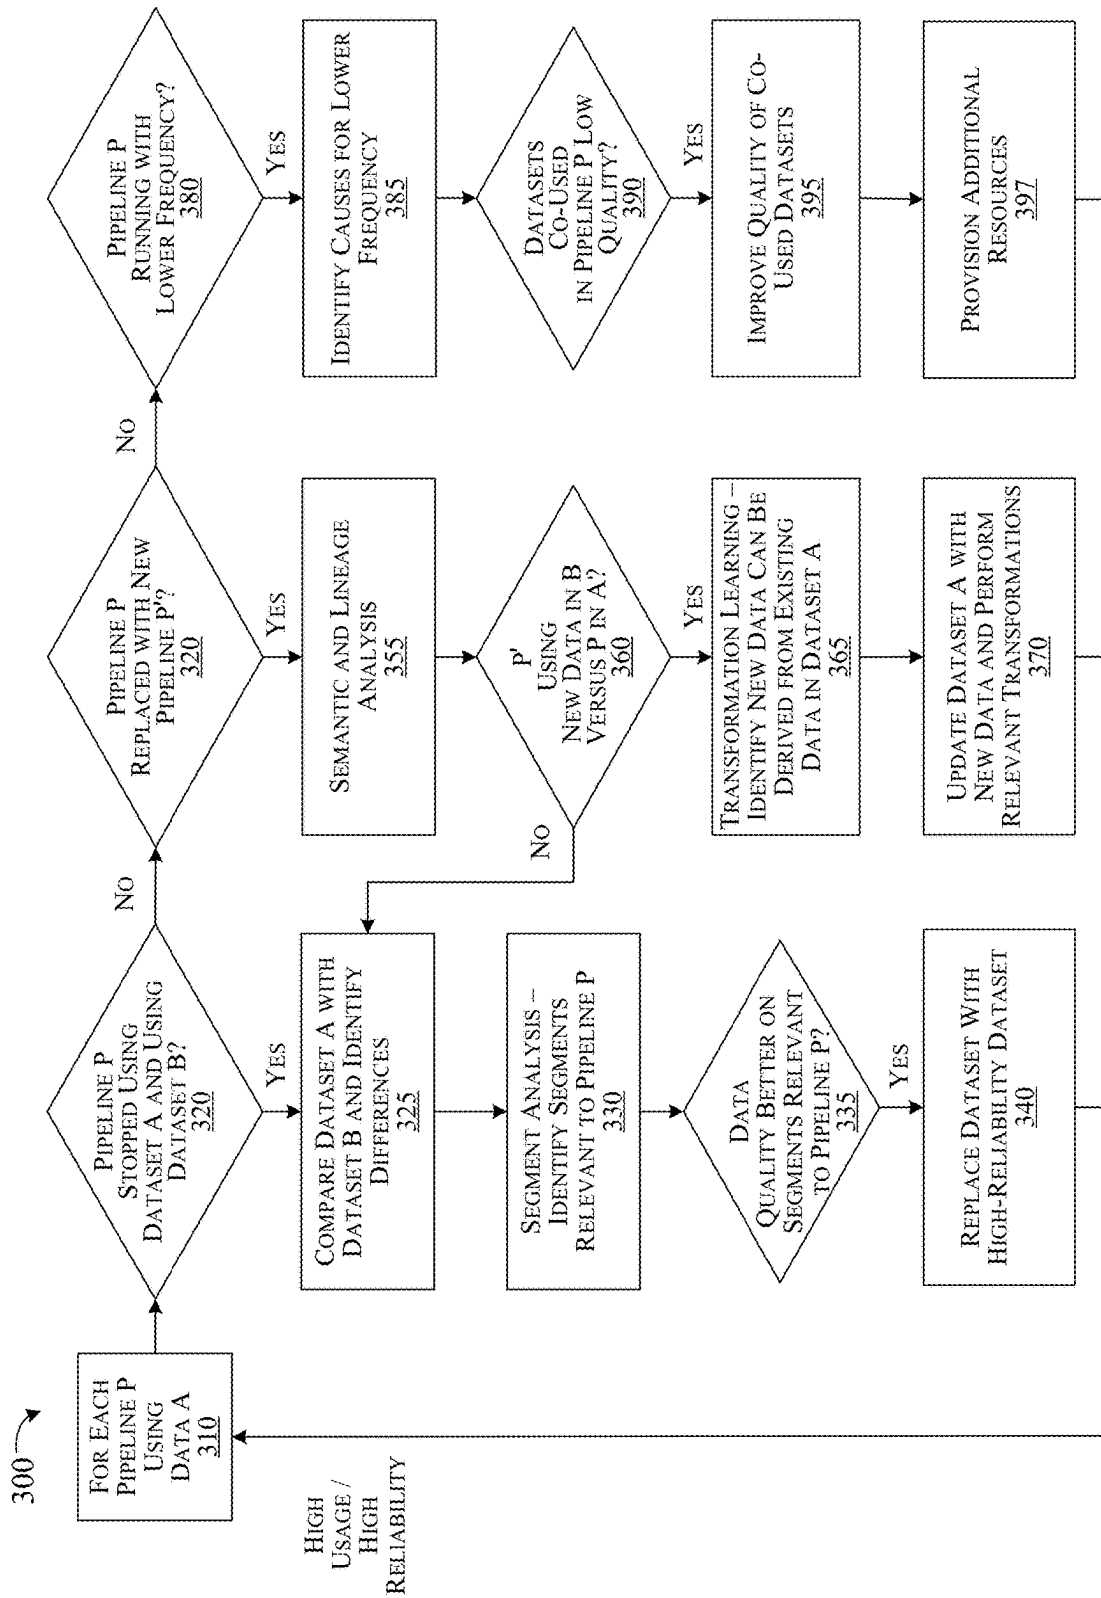 300
FOR EACH
PIPELINE P
USING
DATA A
310
HIGH
USAGE /
HIGH
RELIABILITY
PIPELINE P
STOPPED USING
DATASET A AND USING
DATASET B?
320
NO
YES
COMPARE DATASET A WITH
DATASET B AND IDENTIFY
DIFFERENCES
325
SEGMENT ANALYSIS –
IDENTIFY SEGMENTS
RELEVANT TO PIPELINE P
330
DATA
QUALITY BETTER ON
SEGMENTS RELEVANT
TO PIPELINE P?
335
YES
REPLACE DATASET WITH
HIGH-RELIABILITY DATASET
340
PIPELINE P
REPLACED WITH NEW
PIPELINE P'?
320
NO
YES
SEMANTIC AND LINEAGE
ANALYSIS
355
P'
USING
NEW DATA IN B
VERSUS P IN A?
360
NO
YES
TRANSFORMATION LEARNING –
IDENTIFY NEW DATA CAN BE
DERIVED FROM EXISTING
DATA IN DATASET A
365
UPDATE DATASET A WITH
NEW DATA AND PERFORM
RELEVANT TRANSFORMATIONS
370
PIPELINE P
RUNNING WITH
LOWER FREQUENCY?
380
YES
IDENTIFY CAUSES FOR LOWER
FREQUENCY
385
DATASETS
CO-USED
IN PIPELINE P LOW
QUALITY?
390
YES
IMPROVE QUALITY OF CO-
USED DATASETS
395
PROVISION ADDITIONAL
RESOURCES
397